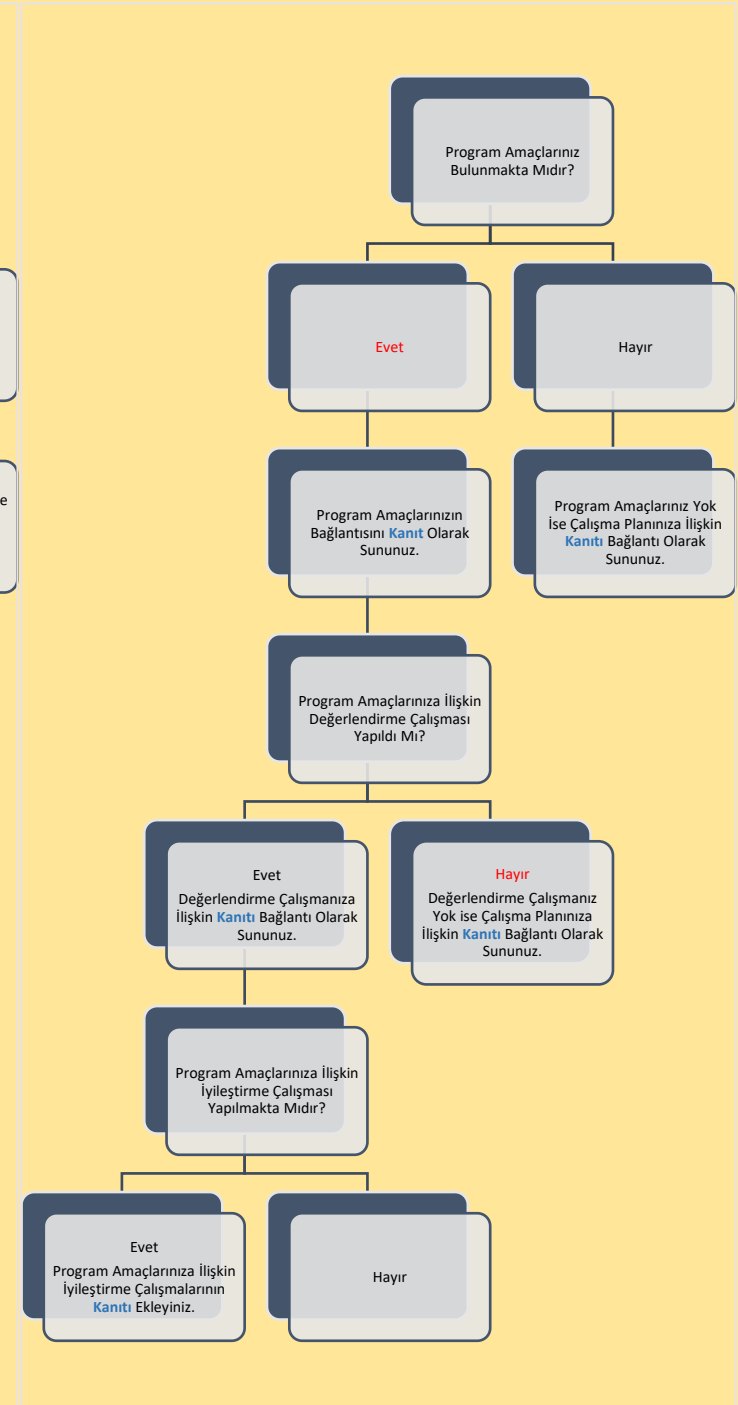 Program Amaçlarınız
Bulunmakta Mıdır?
Evet
Hayır
Program Amaçlarınızın
Bağlantısını Kanıt Olarak
Sununuz.
Program Amaçlarınız Yok
İse Çalışma Planınıza İlişkin
Kanıtı Bağlantı Olarak
Sununuz.
e
Program Amaçlarınıza İlişkin
Değerlendirme Çalışması
Yapıldı Mı?
Evet
Değerlendirme Çalışmanıza
İlişkin Kanıtı Bağlantı Olarak
Sununuz.
Hayır
Değerlendirme Çalışmanız
Yok ise Çalışma Planınıza
İlişkin Kanıtı Bağlantı Olarak
Sununuz.
Program Amaçlarınıza İlişkin
İyileştirme Çalışması
Yapılmakta Mıdır?
Evet
Program Amaçlarınıza İlişkin
İyileştirme Çalışmalarının
Kanıtı Ekleyiniz.
Hayır